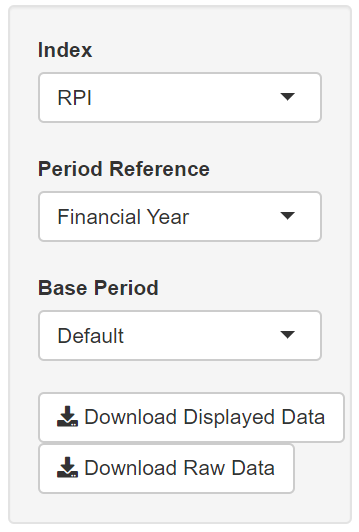 Index
RPI
Period Reference
Financial Year
Base Period
Default
Download Displayed Data
Download Raw Data